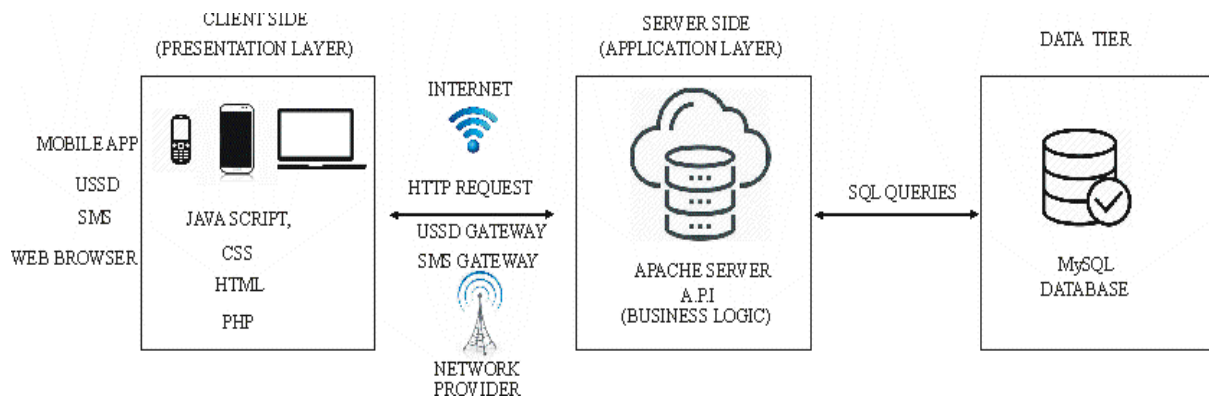 CLIENT SIDE
(PRESENTATION LAYER)
MOBILE APP
USSD
SMS
WEB BROWSER
JAVA SCRIPT,
CSS
HTML
PHP
INTERNET
HTTP REQUEST
USSD GATEWAY
SMS GATEWAY
NETWORK
PROVIDER
SERVER SIDE
(APPLICATION LAYER)
APACHE SERVER
A.P.I
(BUSINESS LOGIC)
SQL QUERIES
DATA TIER
MySQL
DATABASE